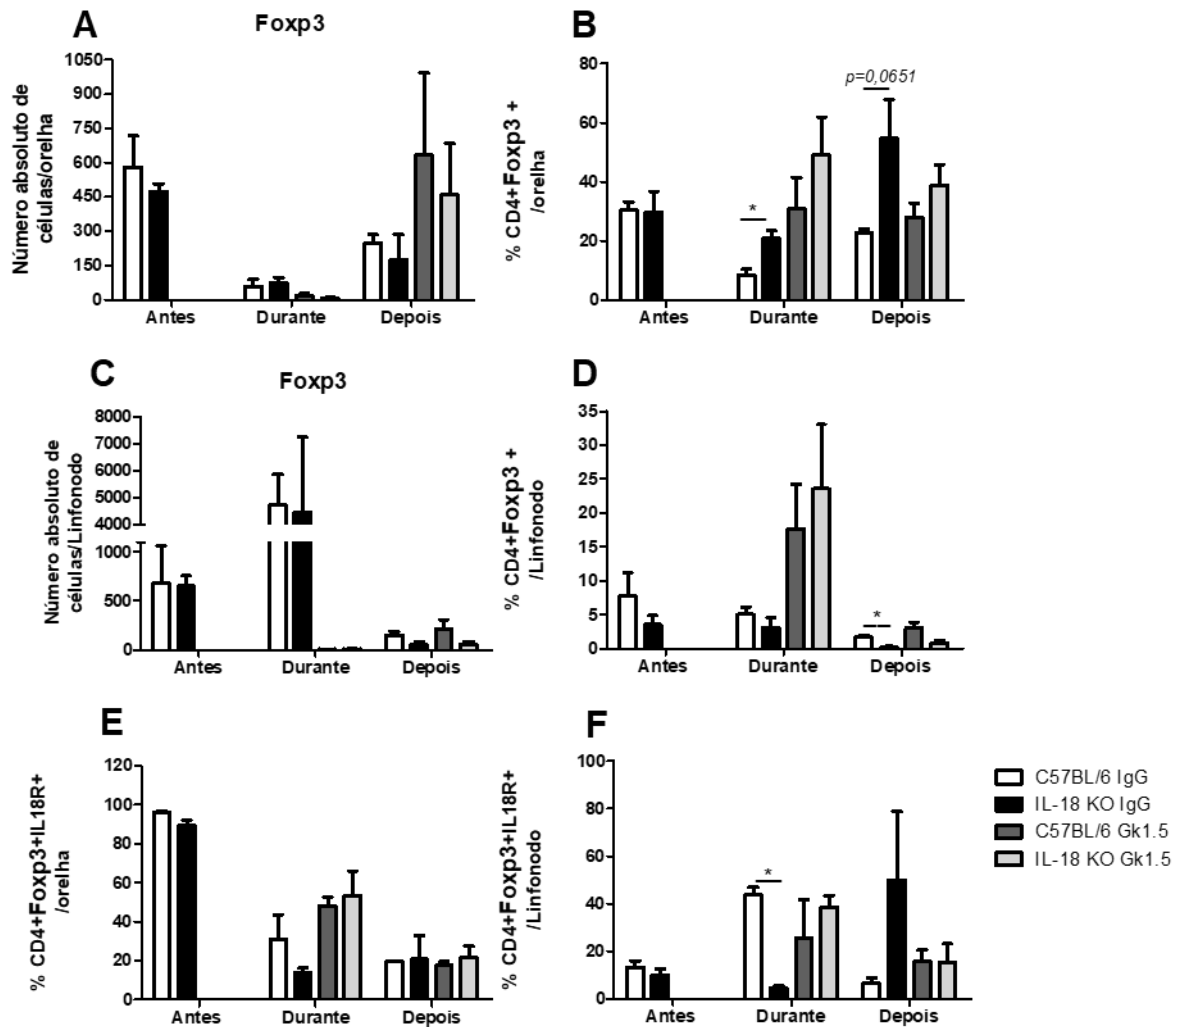 A
Foxp3
Número absoluto de
células/orelha
1050
900
750
600
450
300
150
0
Antes
Durante
Depois
B
% CD4+Foxp3 +
/orelha
80
60
40
20
0
*
p=0,0651
Antes
Durante
Depois
C
Foxp3
Número absoluto de
células/Linfonodo
8000
7000
6000
5000
4000
1000
500
0
Antes
Durante
Depois
D
% CD4+Foxp3 +
/Linfonodo
35
30
25
20
15
10
5
0
*
Antes
Durante
Depois
E
% CD4+Foxp3+IL18R+
/orelha
120
100
80
60
40
20
0
Antes
Durante
Depois
F
% CD4+Foxp3+IL18R+
/Linfonodo
100
80
60
40
20
0
*
Antes
Durante
Depois
C57BL/6 IgG
IL-18 KO IgG
C57BL/6 Gk1.5
IL-18 KO Gk1.5